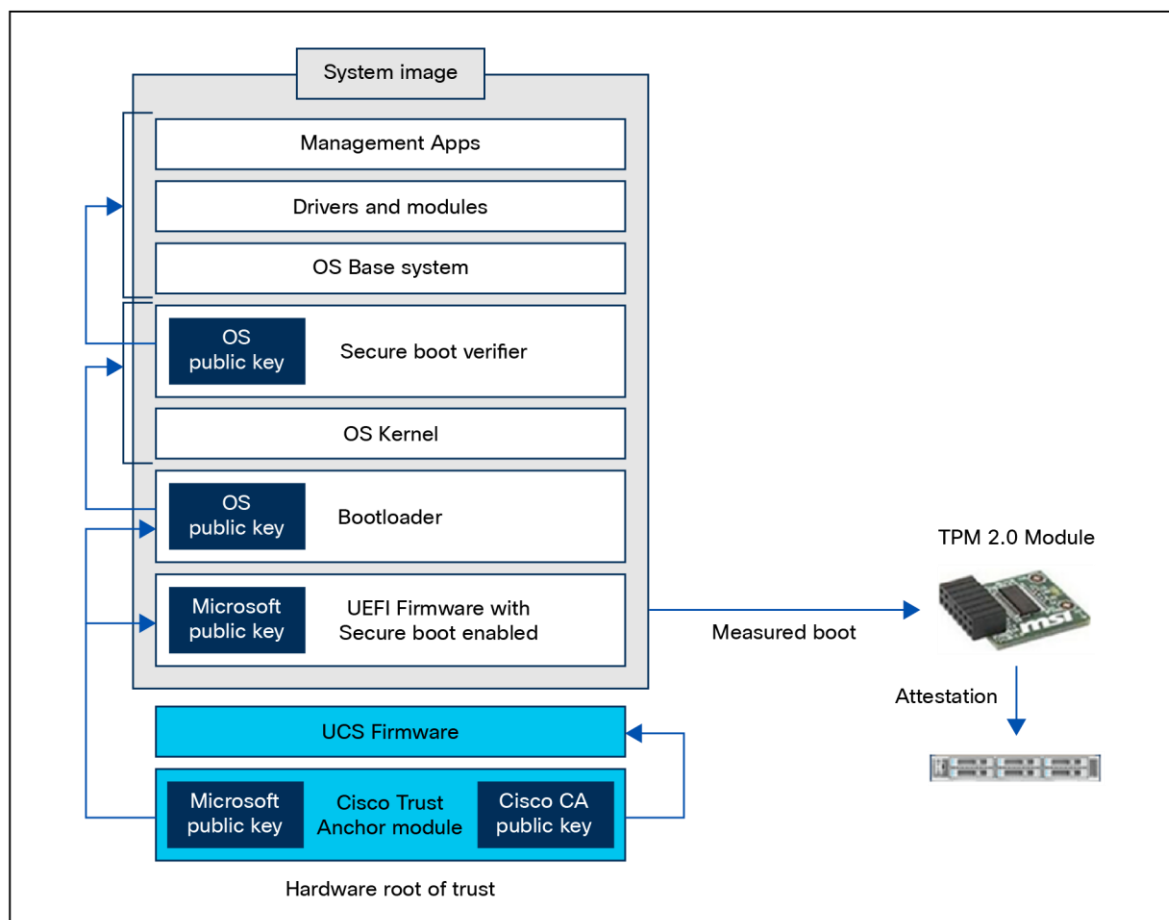 System image
Management Apps
Drivers and modules
OS Base system
OS
public key
Secure boot verifier
OS Kernel
OS
public key
Bootloader
Microsoft
public key
UEFI Firmware with
Secure boot enabled
UCS Firmware
Microsoft
public key
Cisco Trust
Anchor module
Cisco CA
public key
Hardware root of trust
Measured boot
TPM 2.0 Module
msi
Attestation